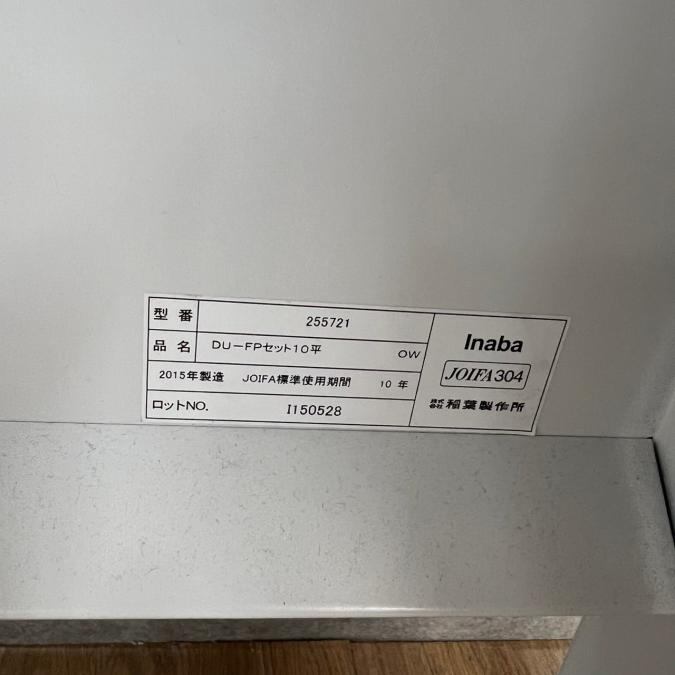 型番 255721
品名 DU-FPセット10平 OW
2015年製造 JOIFA標準使用期間 10年
ロットNO. I150528
Inaba
JOIFA304
株式会社 稲葉製作所